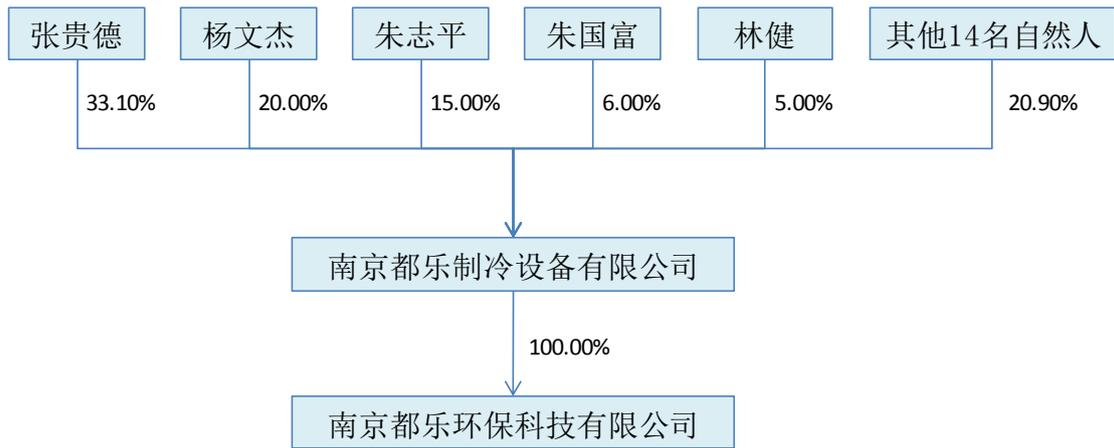 张贵德 杨文杰 朱志平 朱国富 林健 其他14名自然人
33.10% 20.00% 15.00% 6.00% 5.00% 20.90%
南京都乐制冷设备有限公司
100.00%
南京都乐环保科技有限公司